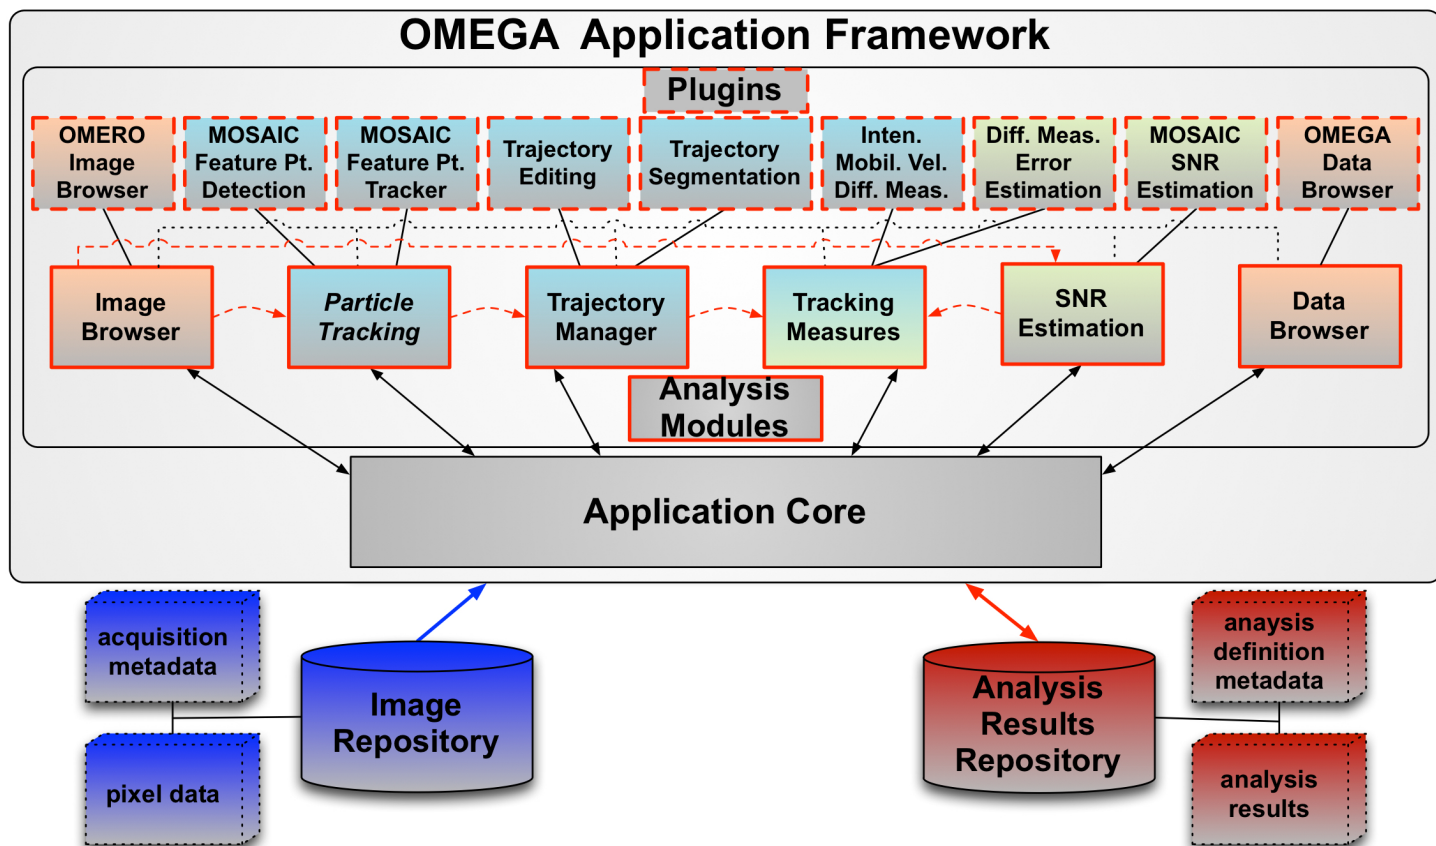 OMEGA Application Framework
Plugins
OMERO
Image
Browser
MOSAIC
Feature Pt.
Detection
MOSAIC
Feature Pt.
Tracker
Trajectory
Editing
Trajectory
Segmentation
Inten.
Mobil. Vel.
Diff. Meas.
Diff. Meas.
Error
Estimation
MOSAIC
SNR
Estimation
OMEGA
Data
Browser
Image
Browser
Particle
Tracking
Trajectory
Manager
Tracking
Measures
SNR
Estimation
Data
Browser
Analysis
Modules
Application Core
acquisition
metadata
pixel data
Image
Repository
Analysis
Results
Repository
anaysis
definition
metadata
analysis
results